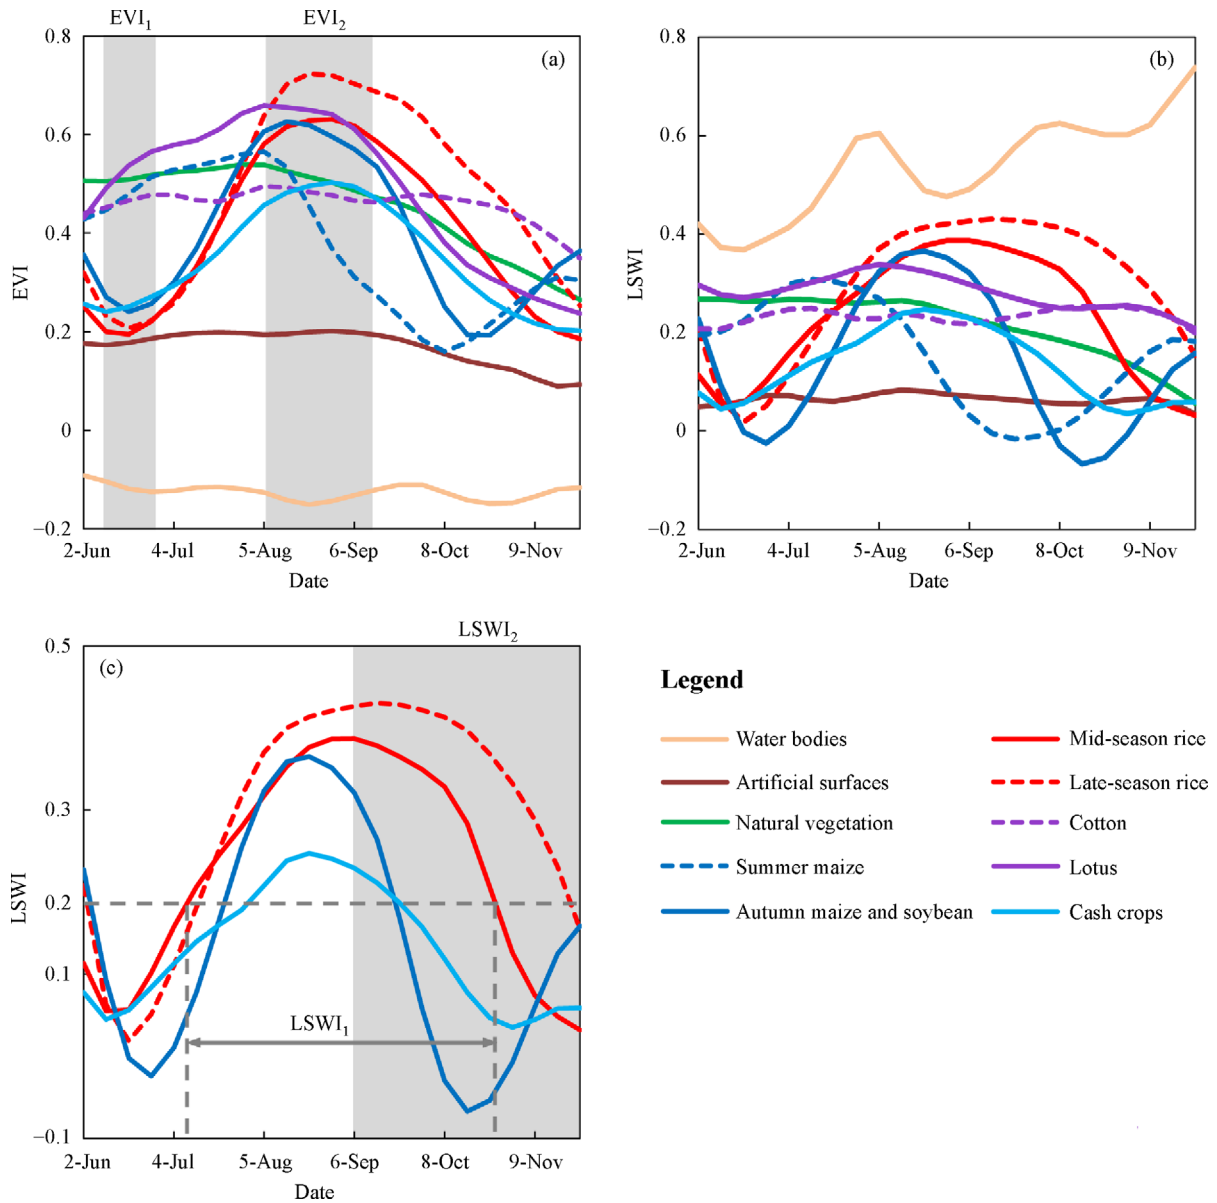 EVI1 EVI2
(a)
EVI
0.8
0.6
0.4
0.2
0
−0.2
2-Jun 4-Jul 5-Aug 6-Sep 8-Oct 9-Nov
Date
(b)
LSWI
0.8
0.6
0.4
0.2
0
−0.2
2-Jun 4-Jul 5-Aug 6-Sep 8-Oct 9-Nov
Date
LSWI2
(c)
LSWI
0.5
0.3
0.2
0.1
−0.1
LSWI1
2-Jun 4-Jul 5-Aug 6-Sep 8-Oct 9-Nov
Date
Legend
Water bodies
Artificial surfaces
Natural vegetation
Summer maize
Autumn maize and soybean
Mid-season rice
Late-season rice
Cotton
Lotus
Cash crops